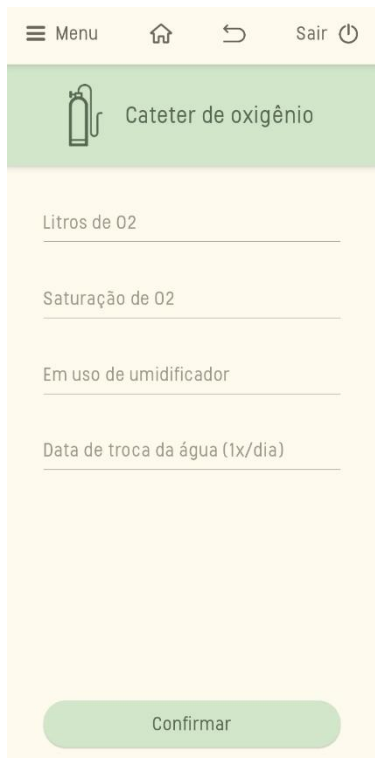 Menu
Sair
Cateter de oxigênio
Litros de O2
Saturação de O2
Em uso de umidificador
Data de troca da água (1x/dia)
Confirmar